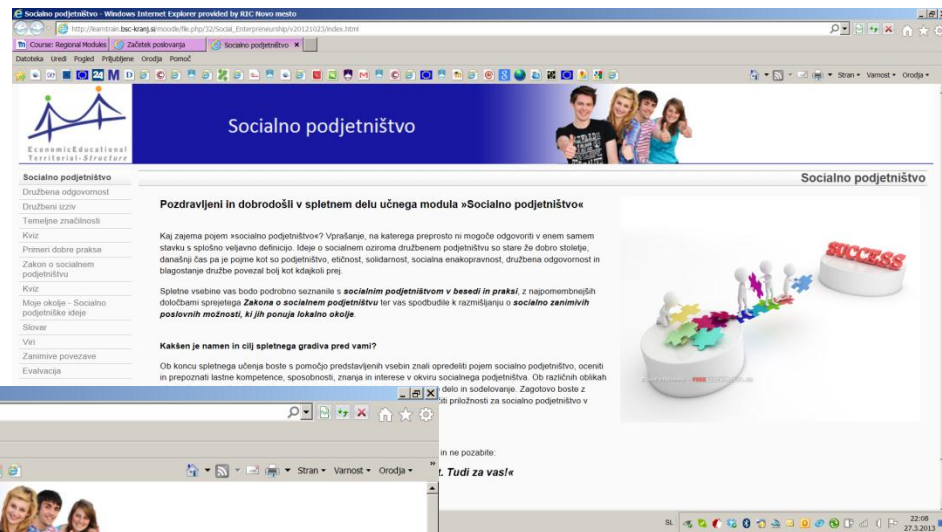 Socialno podjetništvo - Windows Internet Explorer provided by RIC Novo mesto
http://learntrain.bsc-kranj.si/moodle/file.php/32/Social_Enterpreneurship/v20121023/index.html
Course: Regional Modules
Začetek poslovanja
Socialno podjetništvo
Datoteka Uredi Pogled Priljubljene Orodja Pomoč
Stran Varnost Orodja
EconomicEducational
Territorial-Structure
Socialno podjetništvo
Socialno podjetništvo
Socialno podjetništvo
Družbena odgovornost
Družbeni izziv
Temeljne značilnosti
Kviz
Primeri dobre prakse
Zakon o socialnem
podjetništvu
Kviz
Moje okolje - Socialno
podjetniške ideje
Slovar
Viri
Zanimive povezave
Evalvacija
Pozdravljeni in dobrodošli v spletnem delu učnega modula »Socialno podjetništvo«
Kaj zajema pojem »socialno podjetništvo«? Vprašanje, na katerega preprosto ni mogoče odgovoriti v enem samem
stavku s splošno veljavno definicijo. Ideje o socialnem oziroma družbenem podjetništvu so stare že dobro stoletje,
današnji čas pa je pojme kot so podjetništvo, etičnost, solidarnost, socialna enakopravnost, družbena odgovornost in
blagostanje družbe povezal bolj kot kdajkoli prej.
Spletne vsebine vas bodo podrobno seznanile s socialnim podjetništvom v besedi in praksi, z najpomembnejših
določbami sprejetega Zakona o socialnem podjetništvu ter vas spodbudile k razmišljanju o socialno zanimivih
poslovnih možnosti, ki jih ponuja lokalno okolje.
Kakšen je namen in cilj spletnega gradiva pred vami?
Ob koncu spletnega učenja boste s pomočjo predstavljenih vsebin znali opredeliti pojem socialno podjetništvo, oceniti
in prepoznati lastne kompetence, sposobnosti, znanja in interese v okviru socialnega podjetništva. Ob različnih oblikah
delo in sodelovanje. Zagotovo boste z
priložnosti za socialno podjetništvo v
in ne pozabite:
t. Tudi za vas!«
SUCCESS
Stran Varnost Orodja
SL
22:08
27.3.2013